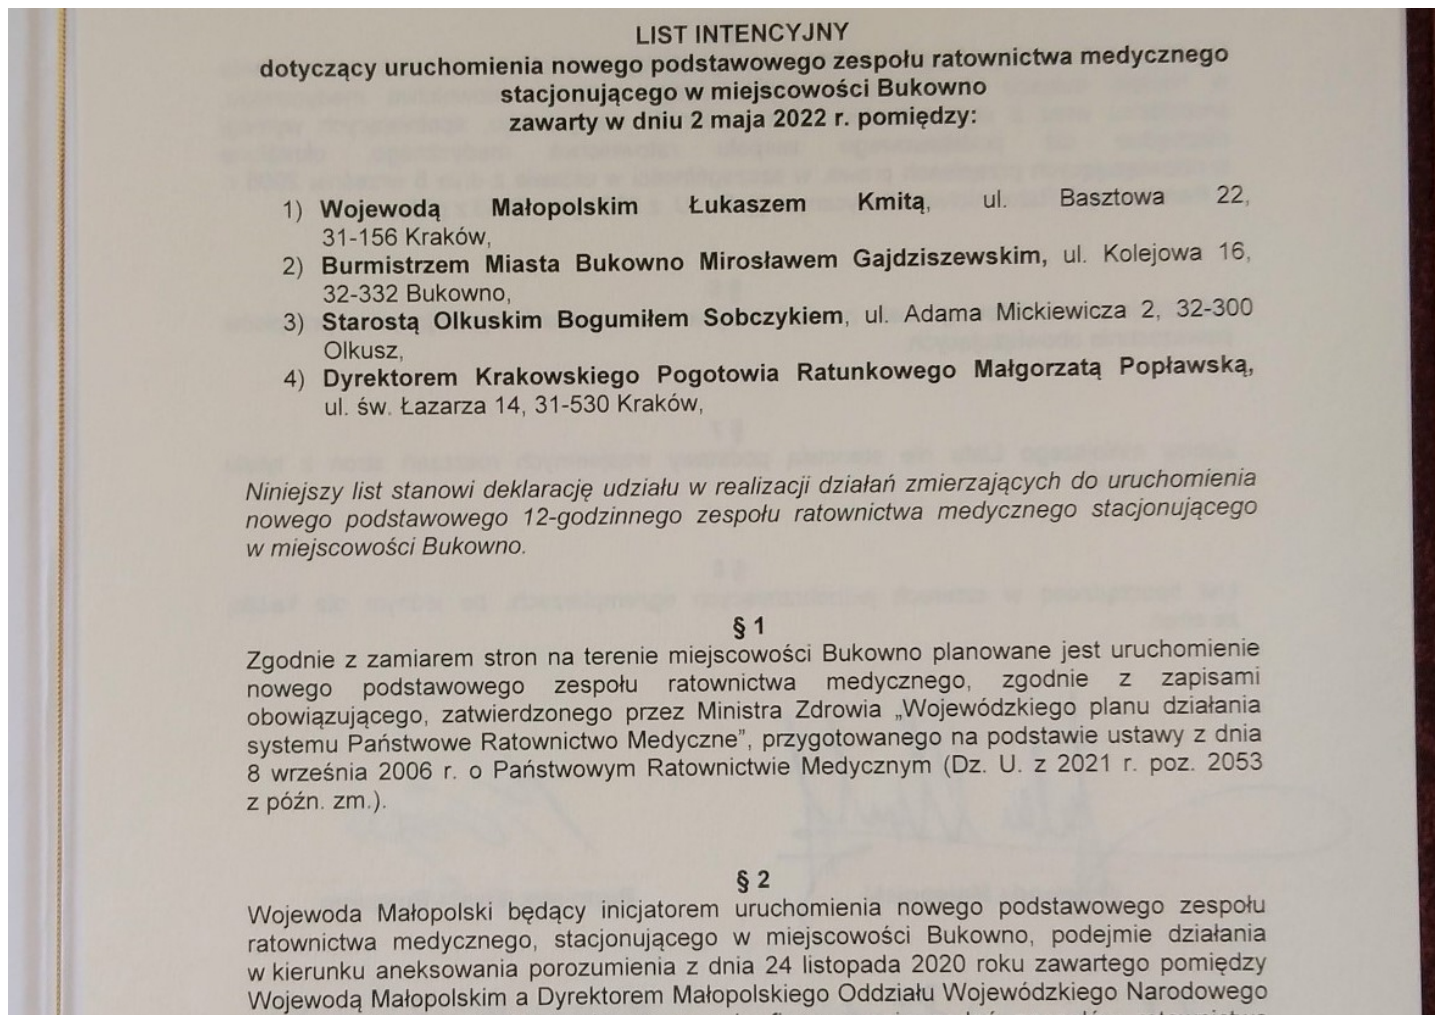 LIST INTENCYJNY
dotyczący uruchomienia nowego podstawowego zespołu ratownictwa medycznego
stacjonującego w miejscowości Bukowno
zawarty w dniu 2 maja 2022 r. pomiędzy:
1) Wojewodą Małopolskim Łukaszem Kmitą, ul. Basztowa 22,
31-156 Kraków,
2) Burmistrzem Miasta Bukowno Mirosławem Gajdziszewskim, ul. Kolejowa 16,
32-332 Bukowno,
3) Starostą Olkuskim Bogumiłem Sobczykiem, ul. Adama Mickiewicza 2, 32-300
Olkusz,
4) Dyrektorem Krakowskiego Pogotowia Ratunkowego Małgorzatą Popławską,
ul. św. Łazarza 14, 31-530 Kraków,
Niniejszy list stanowi deklarację udziału w realizacji działań zmierzających do uruchomienia
nowego podstawowego 12-godzinnego zespołu ratownictwa medycznego stacjonującego
w miejscowości Bukowno.
§ 1
Zgodnie z zamiarem stron na terenie miejscowości Bukowno planowane jest uruchomienie
nowego podstawowego zespołu ratownictwa medycznego, zgodnie z zapisami
obowiązującego, zatwierdzonego przez Ministra Zdrowia „Wojewódzkiego planu działania
systemu Państwowe Ratownictwo Medyczne”, przygotowanego na podstawie ustawy z dnia
8 września 2006 r. o Państwowym Ratownictwie Medycznym (Dz. U. z 2021 r. poz. 2053
z późn. zm.).
§ 2
Wojewoda Małopolski będący inicjatorem uruchomienia nowego podstawowego zespołu
ratownictwa medycznego, stacjonującego w miejscowości Bukowno, podejmie działania
w kierunku aneksowania porozumienia z dnia 24 listopada 2020 roku zawartego pomiędzy
Wojewodą Małopolskim a Dyrektorem Małopolskiego Oddziału Wojewódzkiego Narodowego